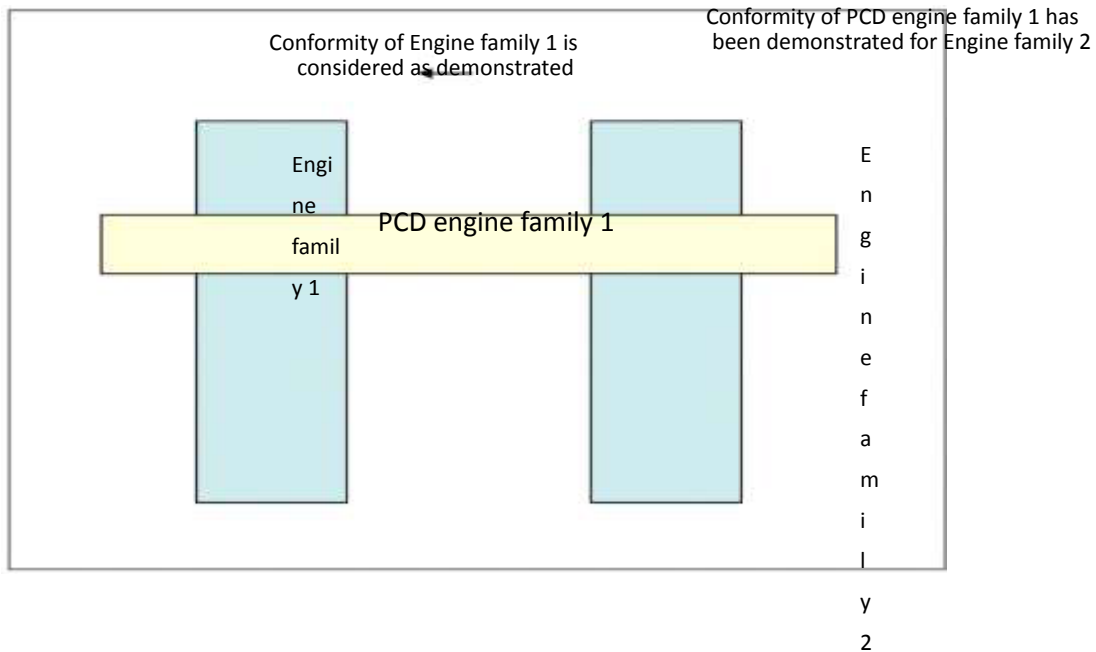 Conformity of PCD engine family 1 has
been demonstrated for Engine family 2
Conformity of Engine family 1 is
considered as demonstrated
Engi
ne
famil
y 1
PCD engine family 1
E
n
g
i
n
e
f
a
m
i
l
y
2